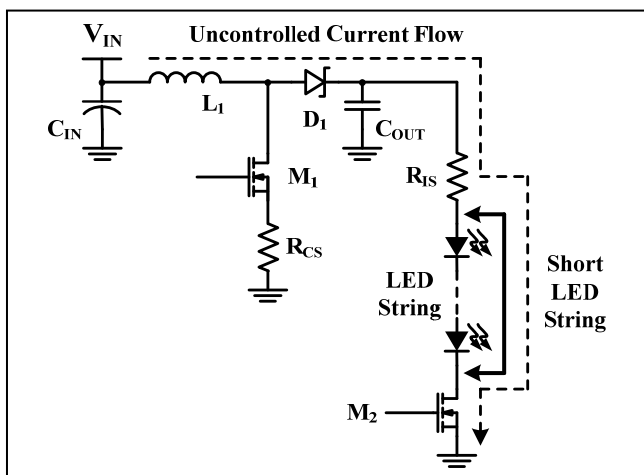 V_IN
Uncontrolled Current Flow
L_1
D_1
C_IN
C_OUT
M_1
R_IS
R_CS
LED
String
Short
LED
String
M_2